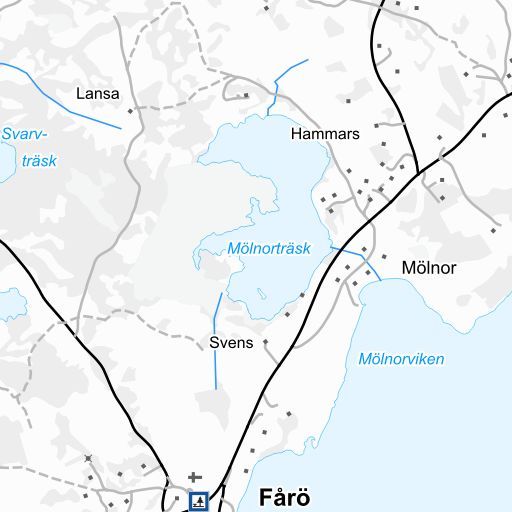 Lansa
Svarv-
träsk
Hammars
Mölnorträsk
Mölnor
Svens
Mölnorviken
Fårö